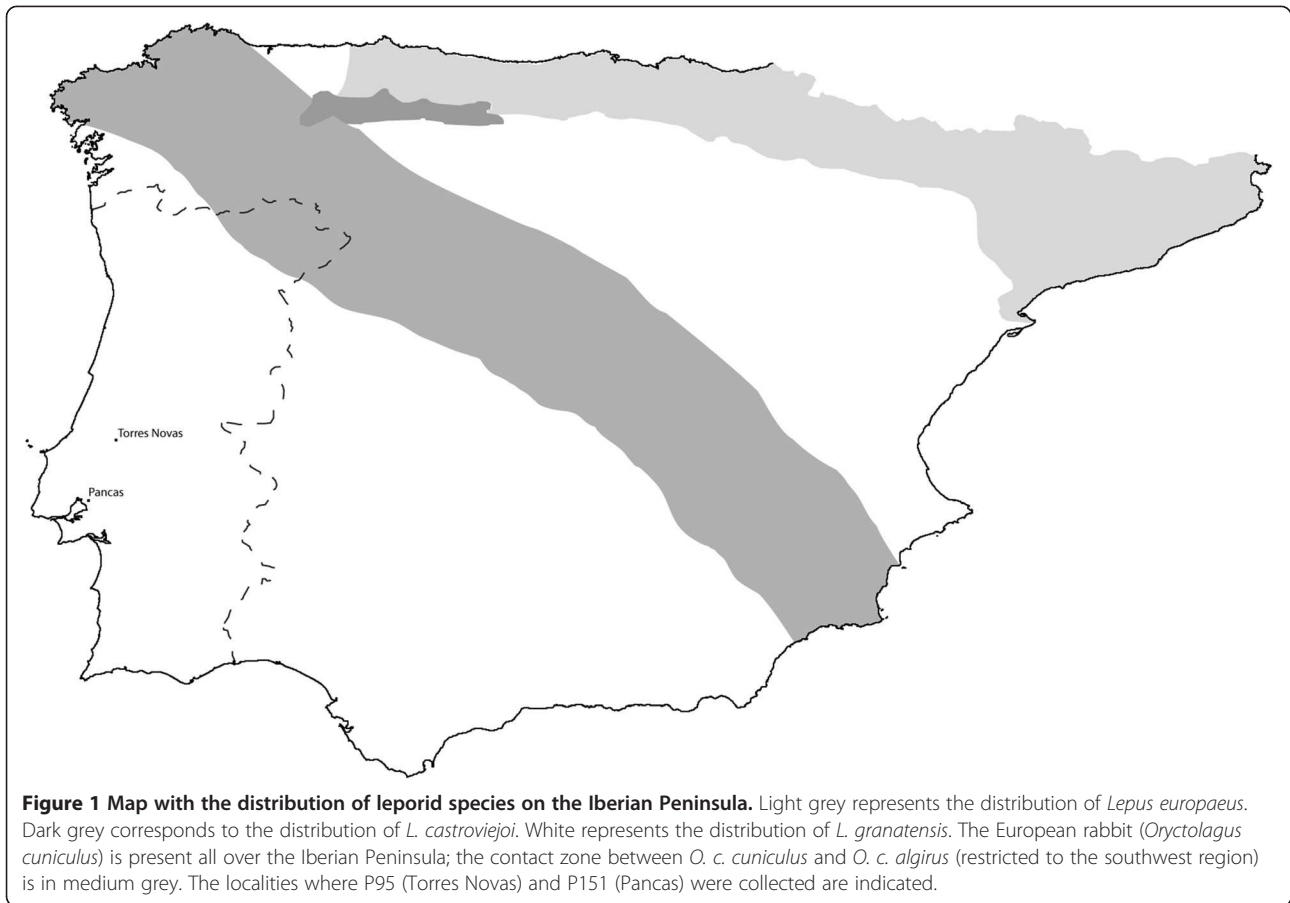 Torres Novas
Pancas
Figure 1 Map with the distribution of leporid species on the Iberian Peninsula. Light grey represents the distribution of Lepus europaeus.
Dark grey corresponds to the distribution of L. castroviejoi. White represents the distribution of L. granatensis. The European rabbit (Oryctolagus
cuniculus) is present all over the Iberian Peninsula; the contact zone between O. c. cuniculus and O. c. algirus (restricted to the southwest region)
is in medium grey. The localities where P95 (Torres Novas) and P151 (Pancas) were collected are indicated.